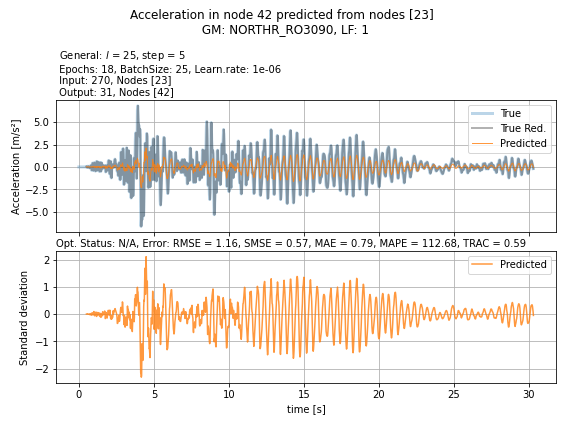 Acceleration in node 42 predicted from nodes [23]
GM: NORTHR_RO3090, LF: 1
General: l = 25, step = 5
Epochs: 18, BatchSize: 25, Learn.rate: 1e-06
Input: 270, Nodes [23]
Output: 31, Nodes [42]
Acceleration [m/s²]
5.0
2.5
0.0
−2.5
−5.0
True
True Red.
Predicted
Opt. Status: N/A, Error: RMSE = 1.16, SMSE = 0.57, MAE = 0.79, MAPE = 112.68, TRAC = 0.59
Standard deviation
2
1
0
−1
−2
Predicted
0
5
10
15
20
25
30
time [s]